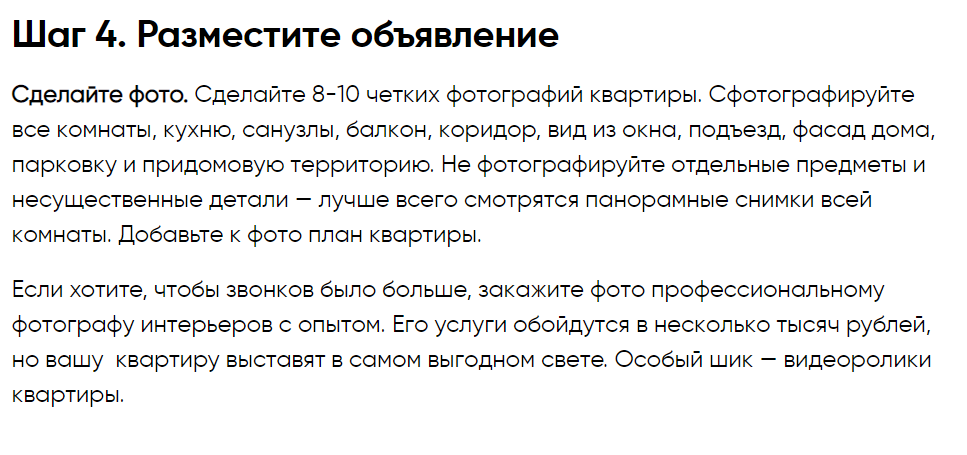 Шаг 4. Разместите объявление
Сделайте фото. Сделайте 8-10 четких фотографий квартиры. Сфотографируйте
все комнаты, кухню, санузлы, балкон, коридор, вид из окна, подъезд, фасад дома,
парковку и придомовую территорию. Не фотографируйте отдельные предметы и
несущественные детали — лучше всего смотрятся панорамные снимки всей
комнаты. Добавьте к фото план квартиры.
Если хотите, чтобы звонков было больше, закажите фото профессиональному
фотографу интерьеров с опытом. Его услуги обойдутся в несколько тысяч рублей,
но вашу  квартиру выставят в самом выгодном свете. Особый шик — видеоролики
квартиры.